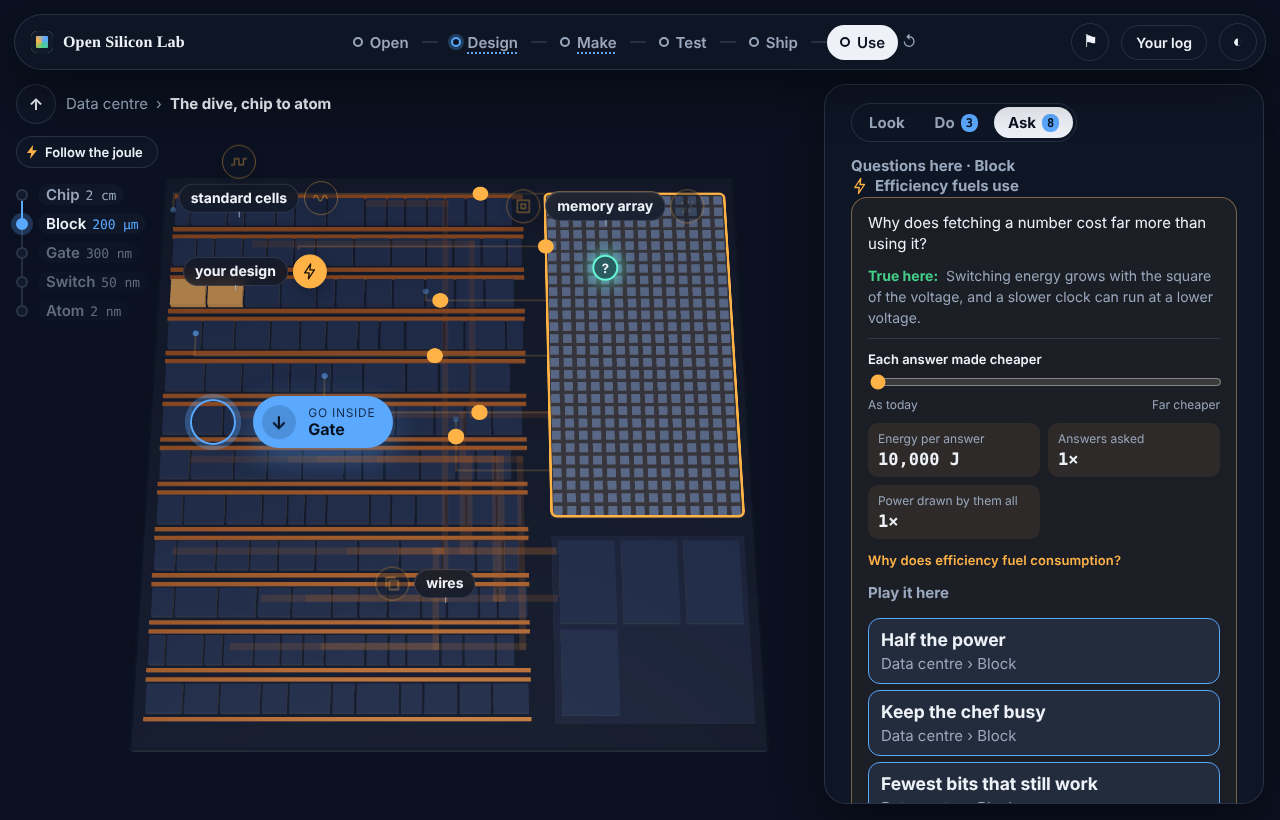 Open Silicon Lab
Open
Design
Make
Test
Ship
Use
Your log
Data centre › The dive, chip to atom
Follow the joule
Chip 2 cm
Block 200 µm
Gate 300 nm
Switch 50 nm
Atom 2 nm
standard cells
memory array
?
your design
GO INSIDE
Gate
wires
Look
Do 3
Ask 8
Questions here · Block
Efficiency fuels use
Why does fetching a number cost far more than
using it?
True here: Switching energy grows with the square
of the voltage, and a slower clock can run at a lower
voltage.
Each answer made cheaper
As today
Far cheaper
Energy per answer
10,000 J
Answers asked
1×
Power drawn by them all
1×
Why does efficiency fuel consumption?
Play it here
Half the power
Data centre › Block
Keep the chef busy
Data centre › Block
Fewest bits that still work